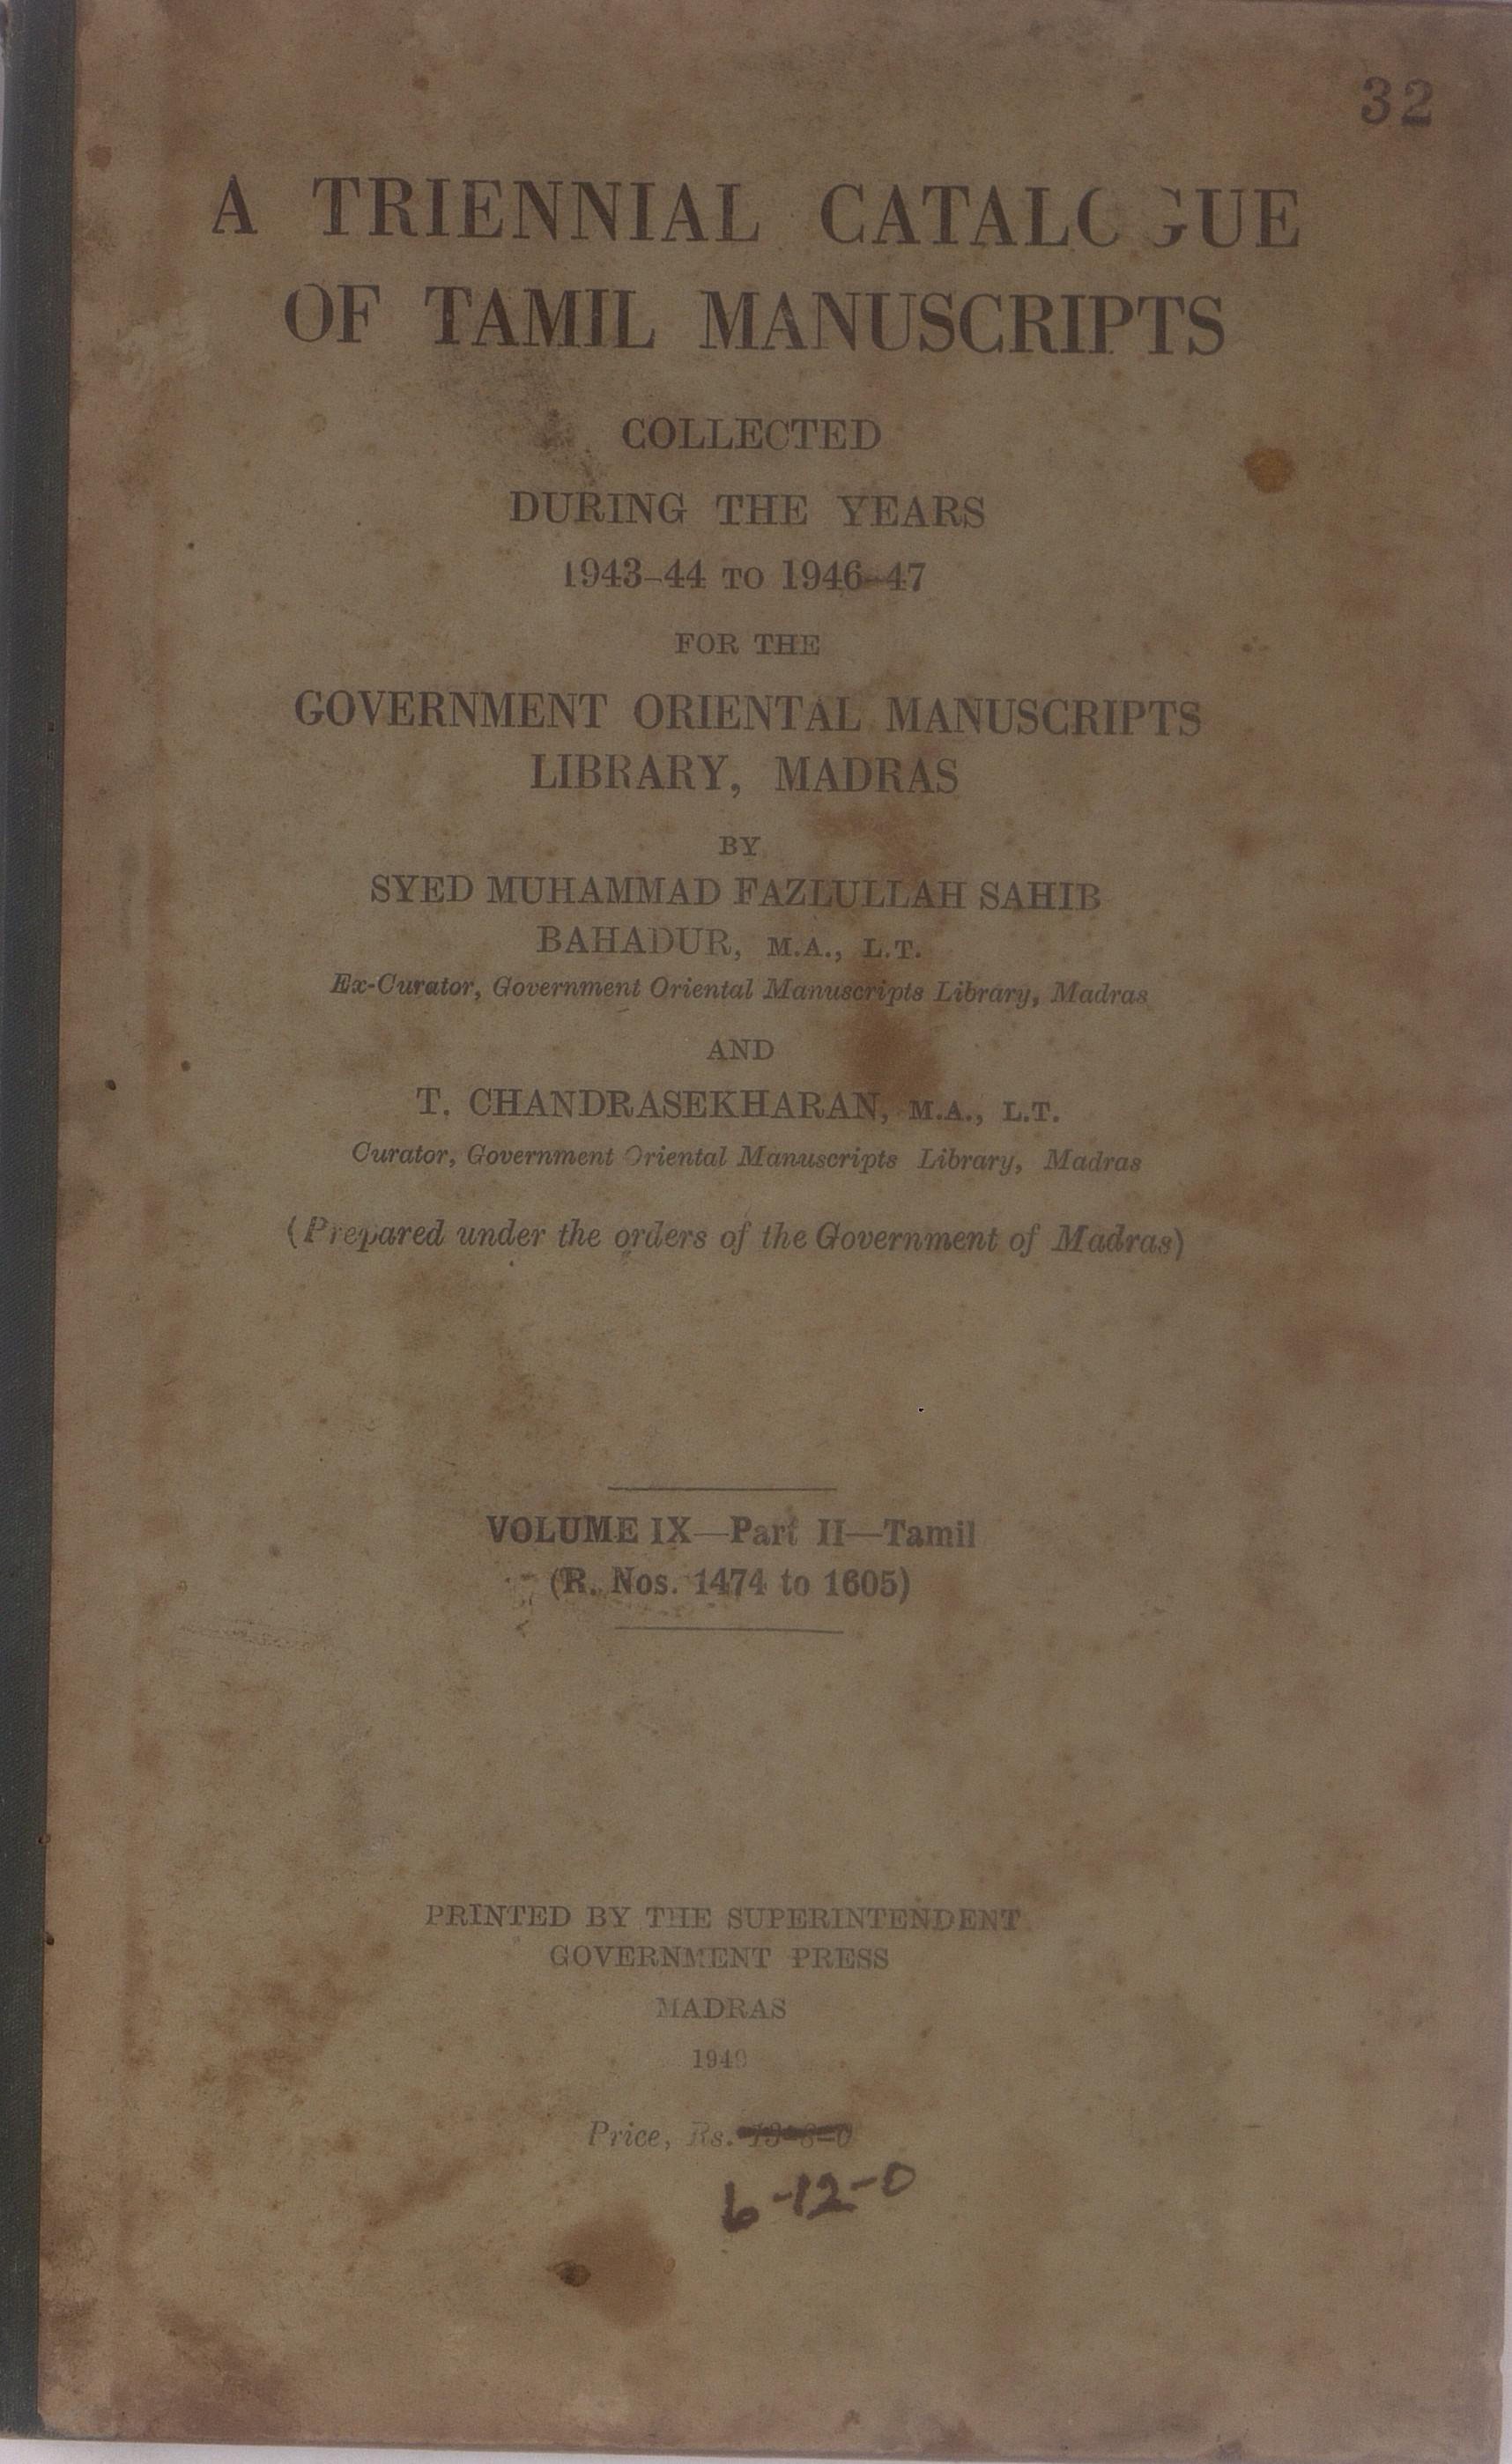 32
A TRIENNIAL CATALOGUE
OF TAMIL MANUSCRIPTS
COLLECTED
DURING THE YEARS
1943-44 TO 1946-47
FOR THE
GOVERNMENT ORIENTAL MANUSCRIPTS
LIBRARY, MADRAS
BY
SYED MUHAMMAD FAZLULLAH SAHIB
BAHADUR, M.A., L.T.
Ex-Curator, Government Oriental Manuscripts Library, Madras
AND
T. CHANDRASEKHARAN, M.A., L.T.
Curator, Government Oriental Manuscripts Library, Madras
(Prepared under the orders of the Government of Madras)
VOLUME IX—Part II—Tamil
(R. Nos. 1474 to 1605)
PRINTED BY THE SUPERINTENDENT
GOVERNMENT PRESS
MADRAS
1949
Price, Rs.
6-12-0